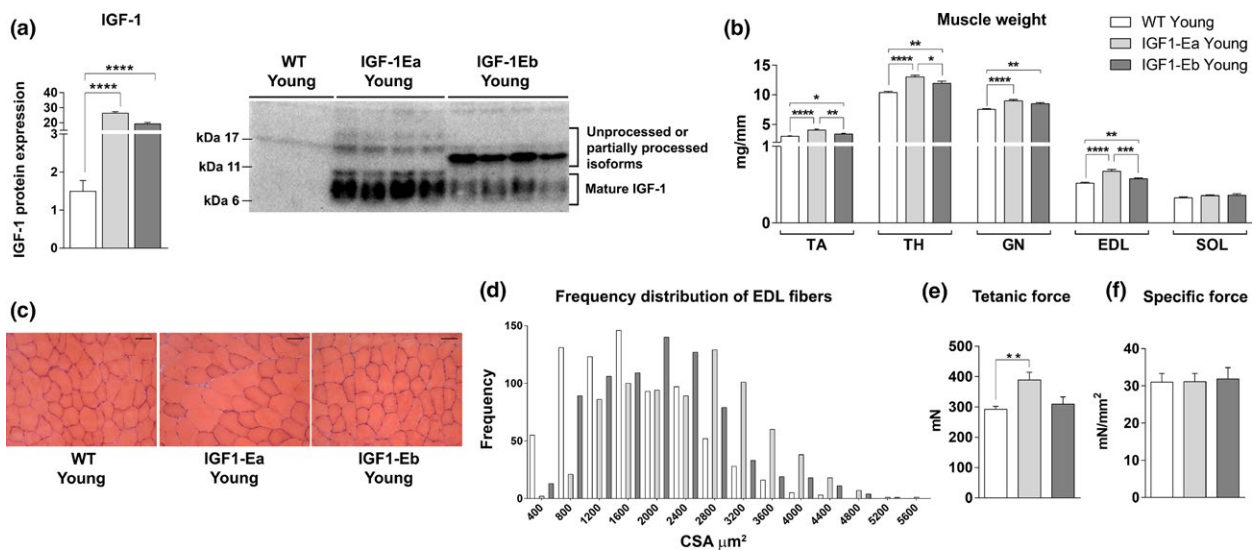 (a)
IGF-1
IGF-1 protein expression
40
30
20
10
3
2
1
0
****
****
WT
Young
IGF-1Ea
Young
IGF-1Eb
Young
kDa 17
kDa 11
kDa 6
Unprocessed or
partially processed
isoforms
Mature IGF-1
(b)
Muscle weight
WT Young
IGF1-Ea Young
IGF1-Eb Young
mg/mm
15
10
5
1
0
*
****
**
**
****
*
**
****
**
****
***
TA
TH
GN
EDL
SOL
(c)
WT
Young
IGF1-Ea
Young
IGF1-Eb
Young
(d)
Frequency distribution of EDL fibers
Frequency
150
100
50
0
400
800
1200
1600
2000
2400
2800
3200
3600
4000
4400
4800
5200
5600
CSA µm²
(e)
Tetanic force
mN
500
400
300
200
100
0
**
(f)
Specific force
mN/mm²
40
30
20
10
0